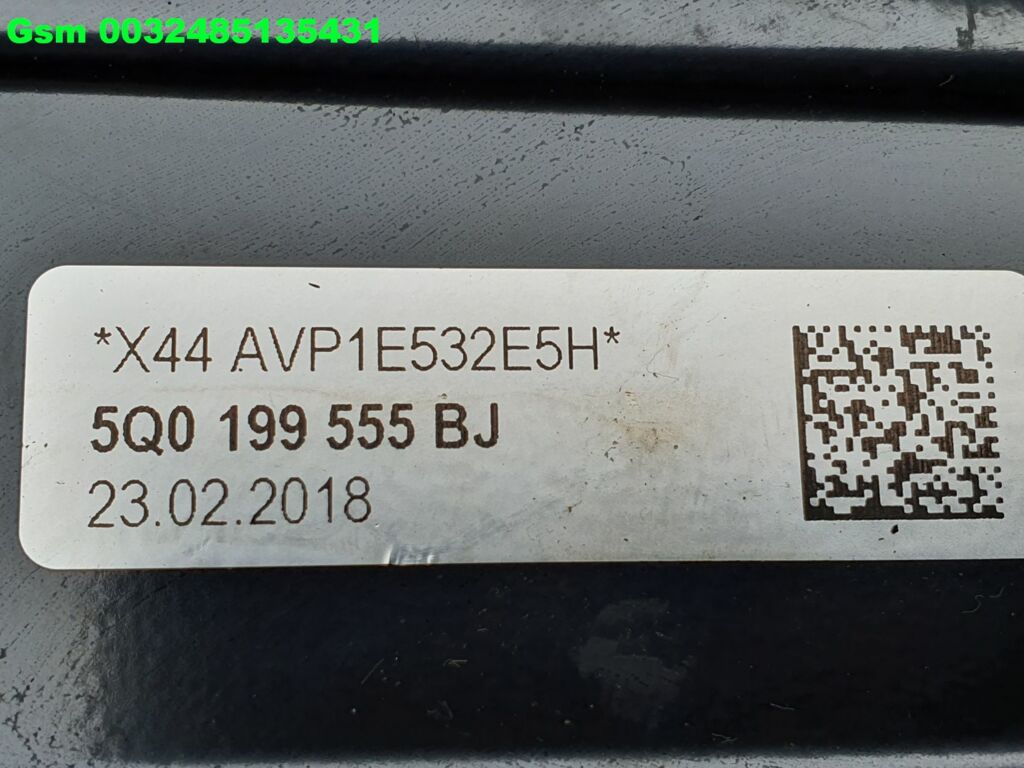 Gsm 0032485135431
*X44 AVP1E532E5H*
5Q0 199 555 BJ
23.02.2018